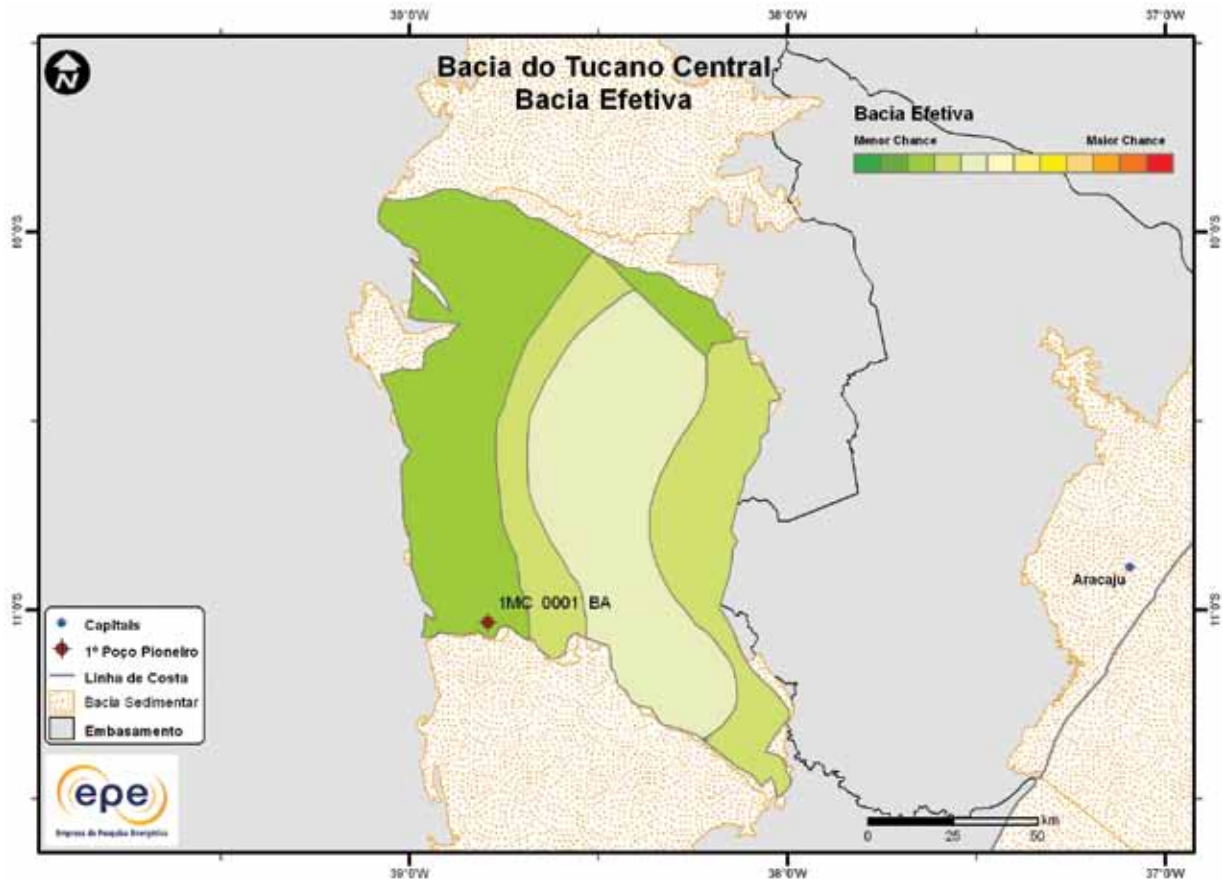 39°0'W 38°0'W 37°0'W
N
Bacia do Tucano Central
Bacia Efetiva
Bacia Efetiva
Menor Chance Maior Chance
10°0'S 10°0'S
1MC 0001 BA
Aracaju
11°0'S 11°0'S
Capitais
1º Poço Pioneiro
Linha de Costa
Bacia Sedimentar
Embasamento
epe
Empresa de Pesquisa Energética
km
0 25 50
39°0'W 38°0'W 37°0'W